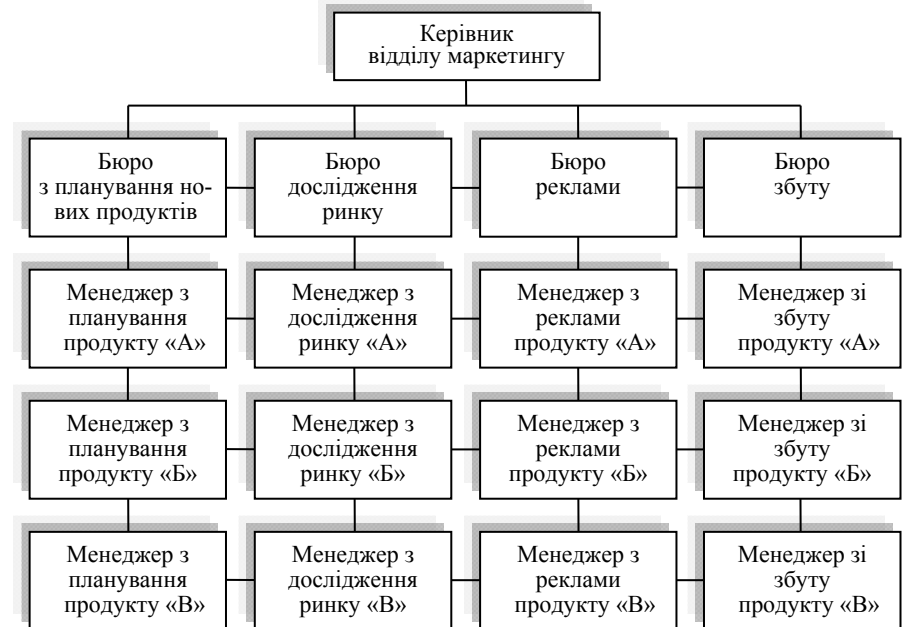 Керівник
відділу маркетингу
Бюро
з планування но-
вих продуктів
Бюро
дослідження
ринку
Бюро
реклами
Бюро
збуту
Менеджер з
планування
продукту «А»
Менеджер з
дослідження
ринку «А»
Менеджер з
реклами
продукту «А»
Менеджер зі
збуту
продукту «А»
Менеджер з
планування
продукту «Б»
Менеджер з
дослідження
ринку «Б»
Менеджер з
реклами
продукту «Б»
Менеджер зі
збуту
продукту «Б»
Менеджер з
планування
продукту «В»
Менеджер з
дослідження
ринку «В»
Менеджер з
реклами
продукту «В»
Менеджер зі
збуту
продукту «В»